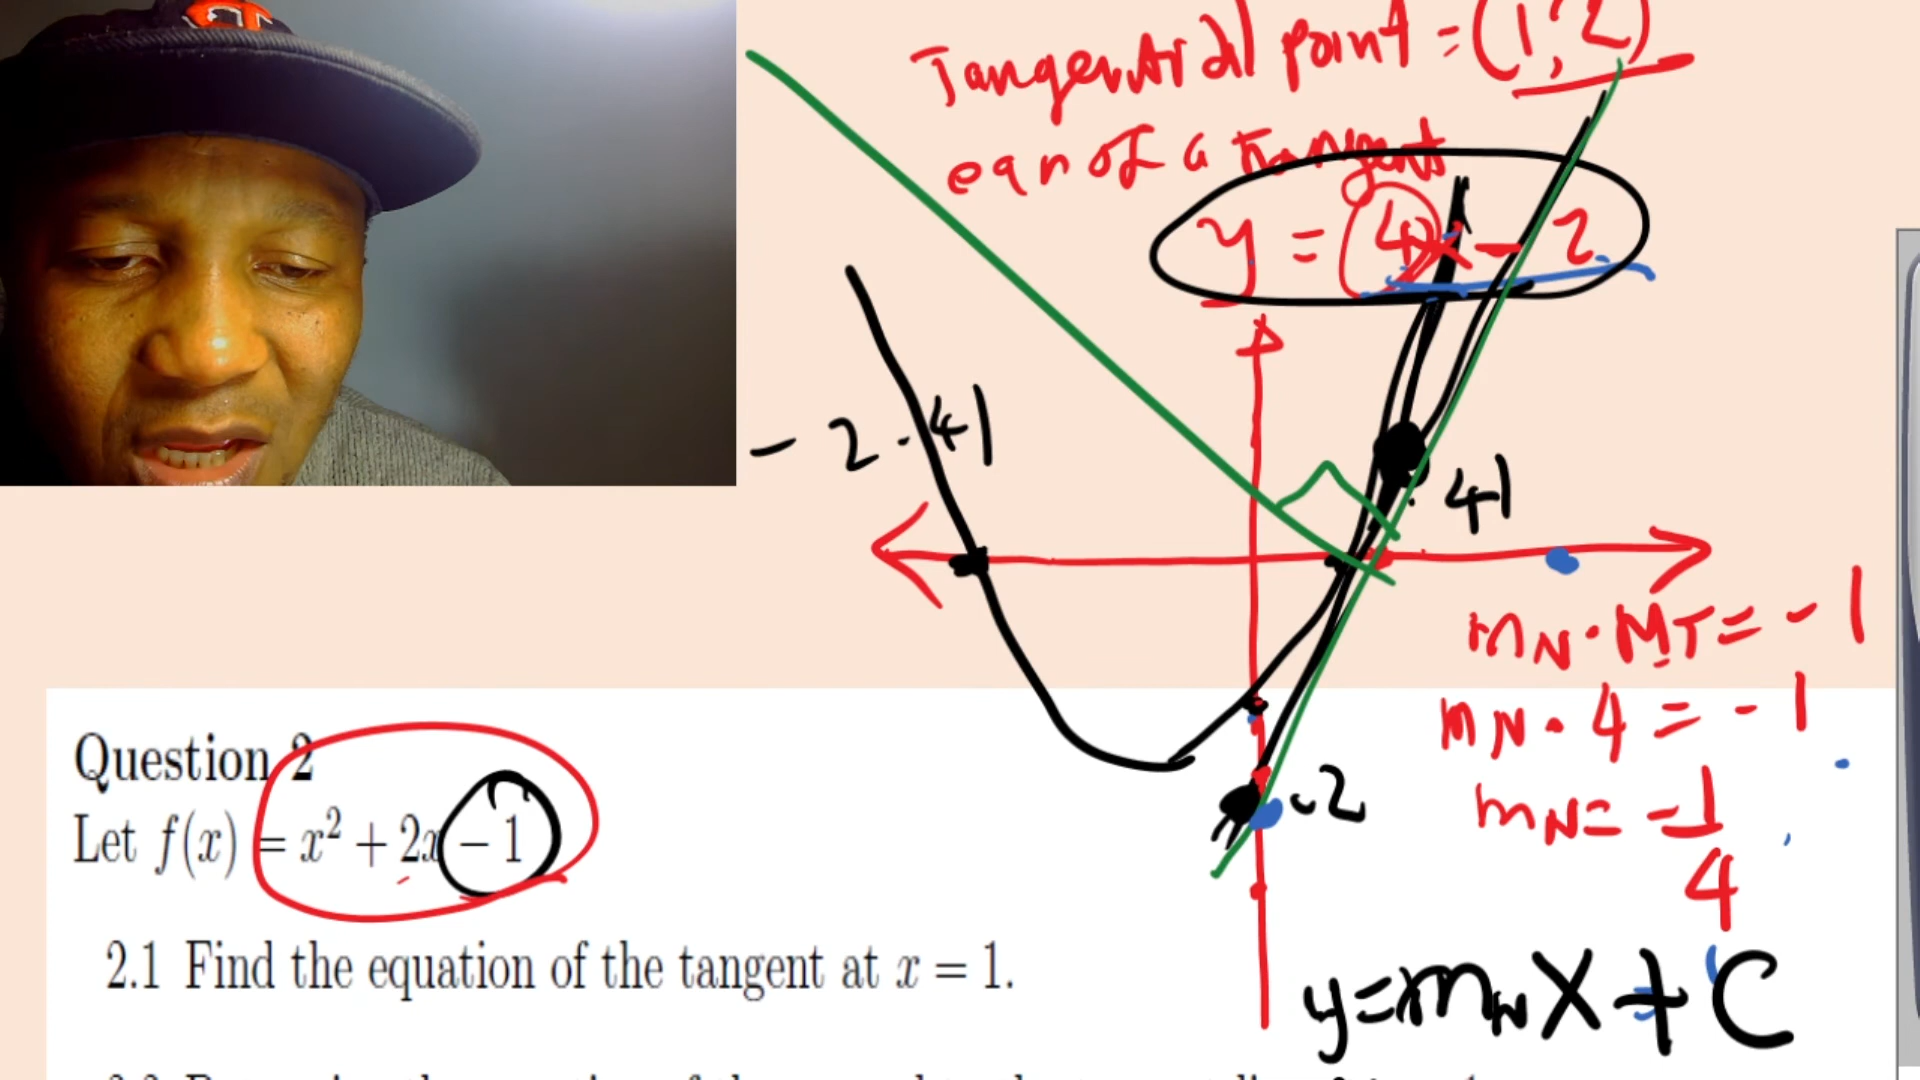 Tangential point = (1; 2)
eqn of a tangent
y = 4x - 2
- 2.41
.41
mN . MT = -1
mN . 4 = -1
mN = -1/4
-2
Question 2
Let f(x) = x² + 2x - 1
2.1 Find the equation of the tangent at x = 1.
y = mN X + C